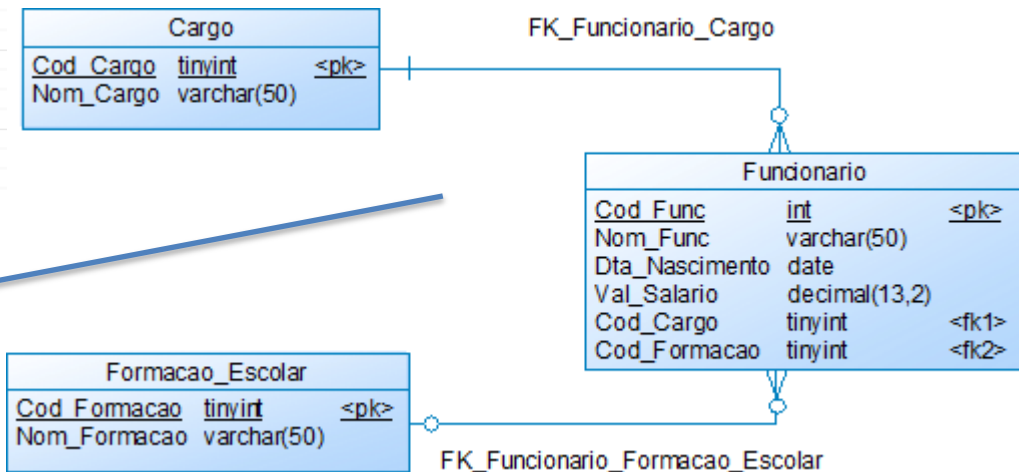 Cargo
Cod_Cargo tinyint <pk>
Nom_Cargo varchar(50)
FK_Funcionario_Cargo
Funcionario
Cod_Func int <pk>
Nom_Func varchar(50)
Dta_Nascimento date
Val_Salario decimal(13,2)
Cod_Cargo tinyint <fk1>
Cod_Formacao tinyint <fk2>
Formacao_Escolar
Cod_Formacao tinyint <pk>
Nom_Formacao varchar(50)
FK_Funcionario_Formacao_Escolar